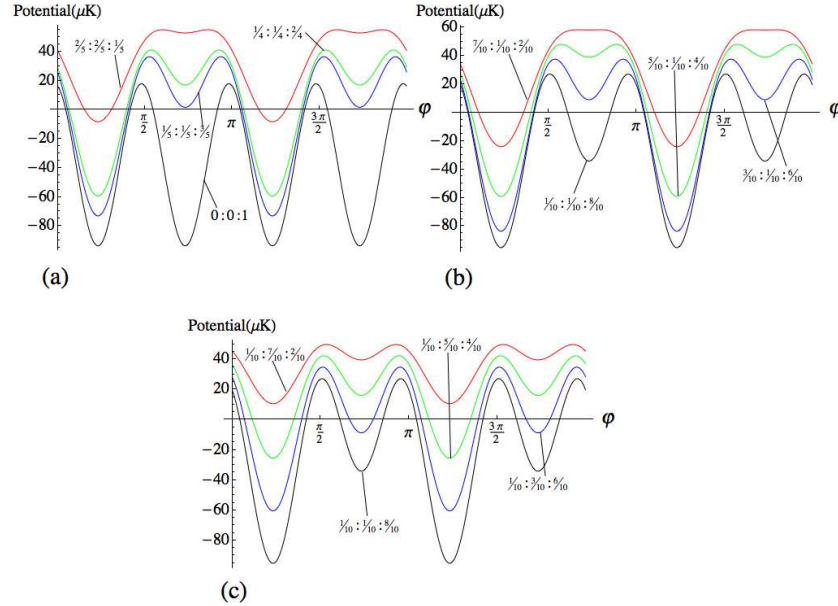 Potential(μK)
40
20
−20
−40
−60
−80
2⁄5:2⁄5:1⁄5
1⁄4:1⁄4:2⁄4
1⁄5:1⁄5:3⁄5
0:0:1
π/2
π
3π/2
φ
(a)
Potential(μK)
60
40
20
−20
−40
−60
−80
7⁄10:1⁄10:2⁄10
5⁄10:1⁄10:4⁄10
3⁄10:1⁄10:6⁄10
1⁄10:1⁄10:8⁄10
π/2
π
3π/2
φ
(b)
Potential(μK)
40
20
−20
−40
−60
−80
1⁄10:7⁄10:2⁄10
1⁄10:5⁄10:4⁄10
1⁄10:3⁄10:6⁄10
1⁄10:1⁄10:8⁄10
π/2
π
3π/2
φ
(c)